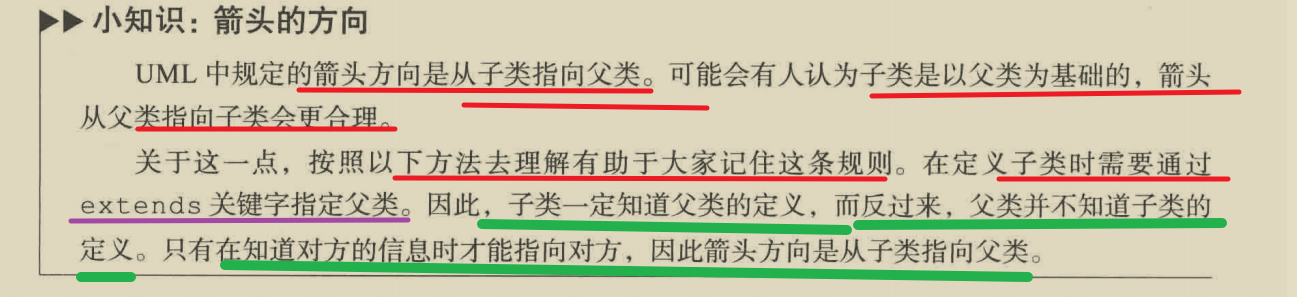 ▶▶ 小知识：箭头的方向
UML 中规定的箭头方向是从子类指向父类。可能会有人认为子类是以父类为基础的，箭头
从父类指向子类会更合理。
关于这一点，按照以下方法去理解有助于大家记住这条规则。在定义子类时需要通过
extends 关键字指定父类。因此，子类一定知道父类的定义，而反过来，父类并不知道子类的
定义。只有在知道对方的信息时才能指向对方，因此箭头方向是从子类指向父类。